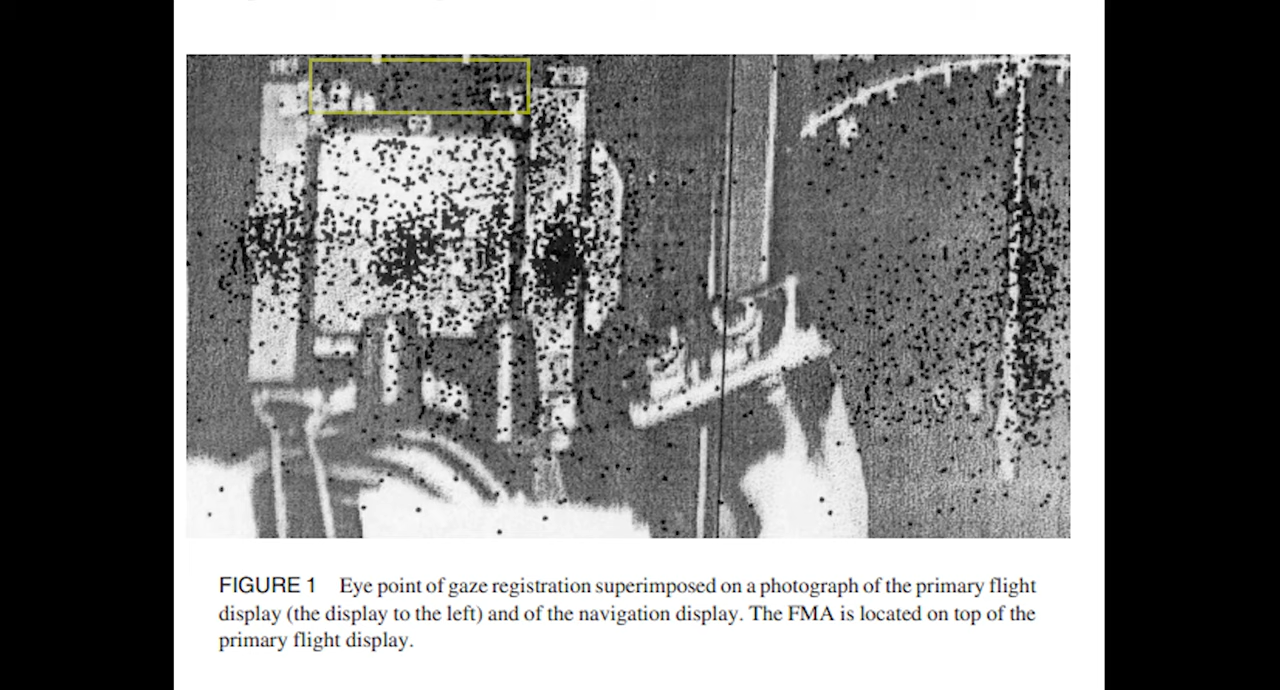 FIGURE 1 Eye point of gaze registration superimposed on a photograph of the primary flight
display (the display to the left) and of the navigation display. The FMA is located on top of the
primary flight display.